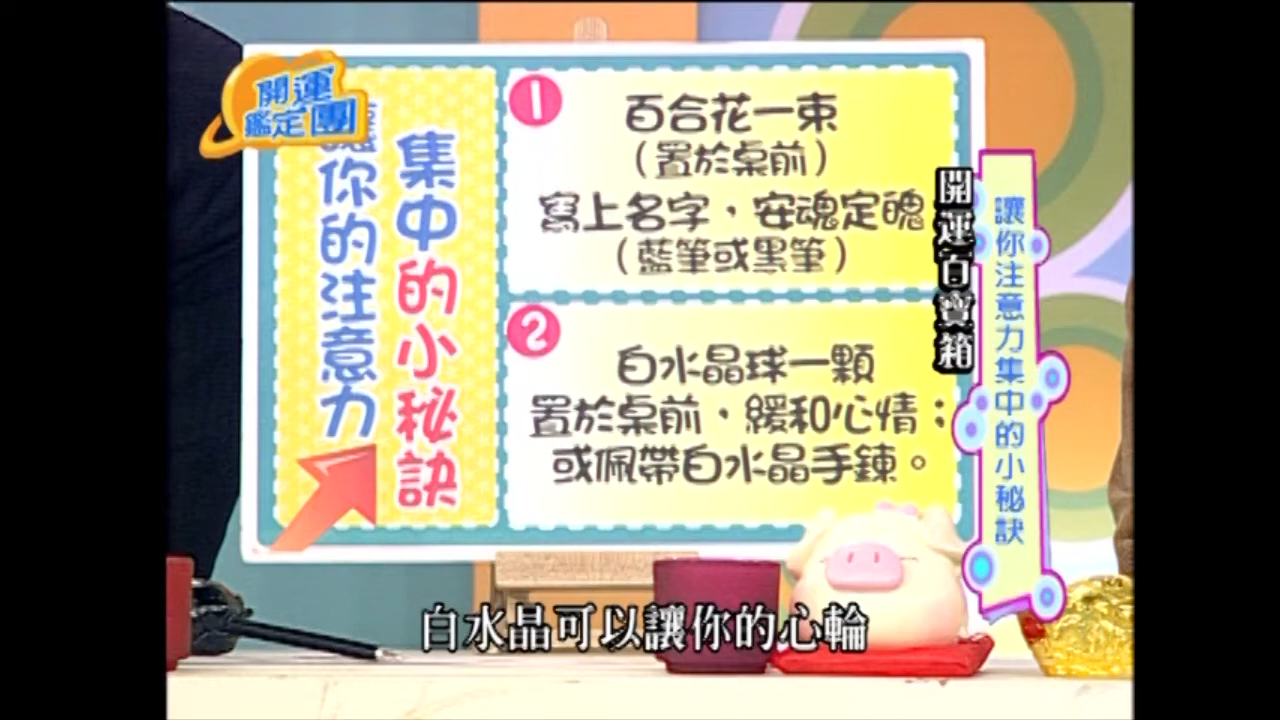 開運
鑑定團
讓你的注意力
集中的小秘訣
1
百合花一束
（置於桌前）
寫上名字，安魂定魄
（藍筆或黑筆）
2
白水晶球一顆
置於桌前，緩和心情；
或佩帶白水晶手鍊。
開運百寶箱
讓你注意力集中的小秘訣
白水晶可以讓你的心輪